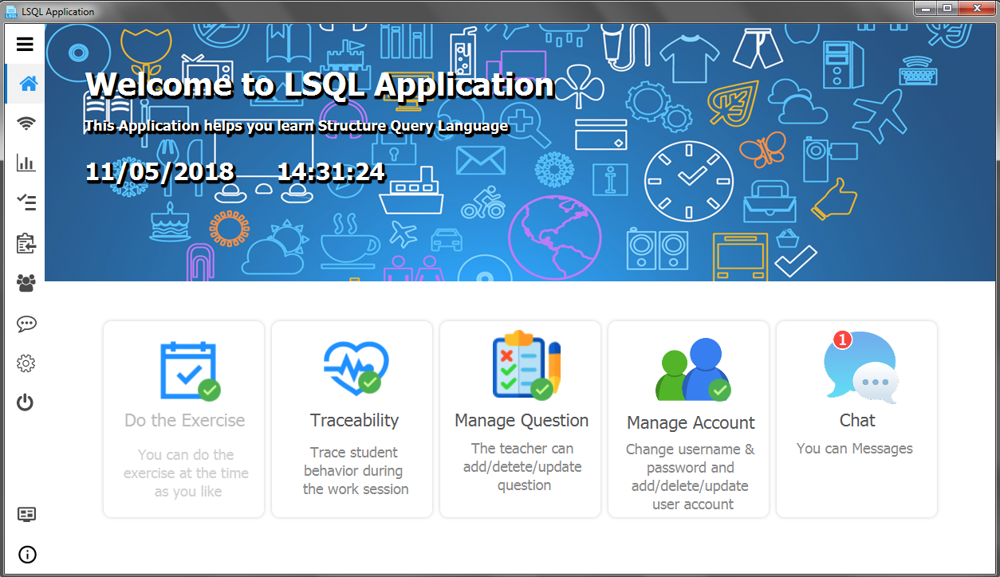 LSQL Application
Welcome to LSQL Application
This Application helps you learn Structure Query Language
11/05/2018 14:31:24
Do the Exercise
You can do the
exercise at the time
as you like
Traceability
Trace student
behavior during
the work session
Manage Question
The teacher can
add/detete/update
question
Manage Account
Change username &
password and
add/delete/update
user account
1
Chat
You can Messages